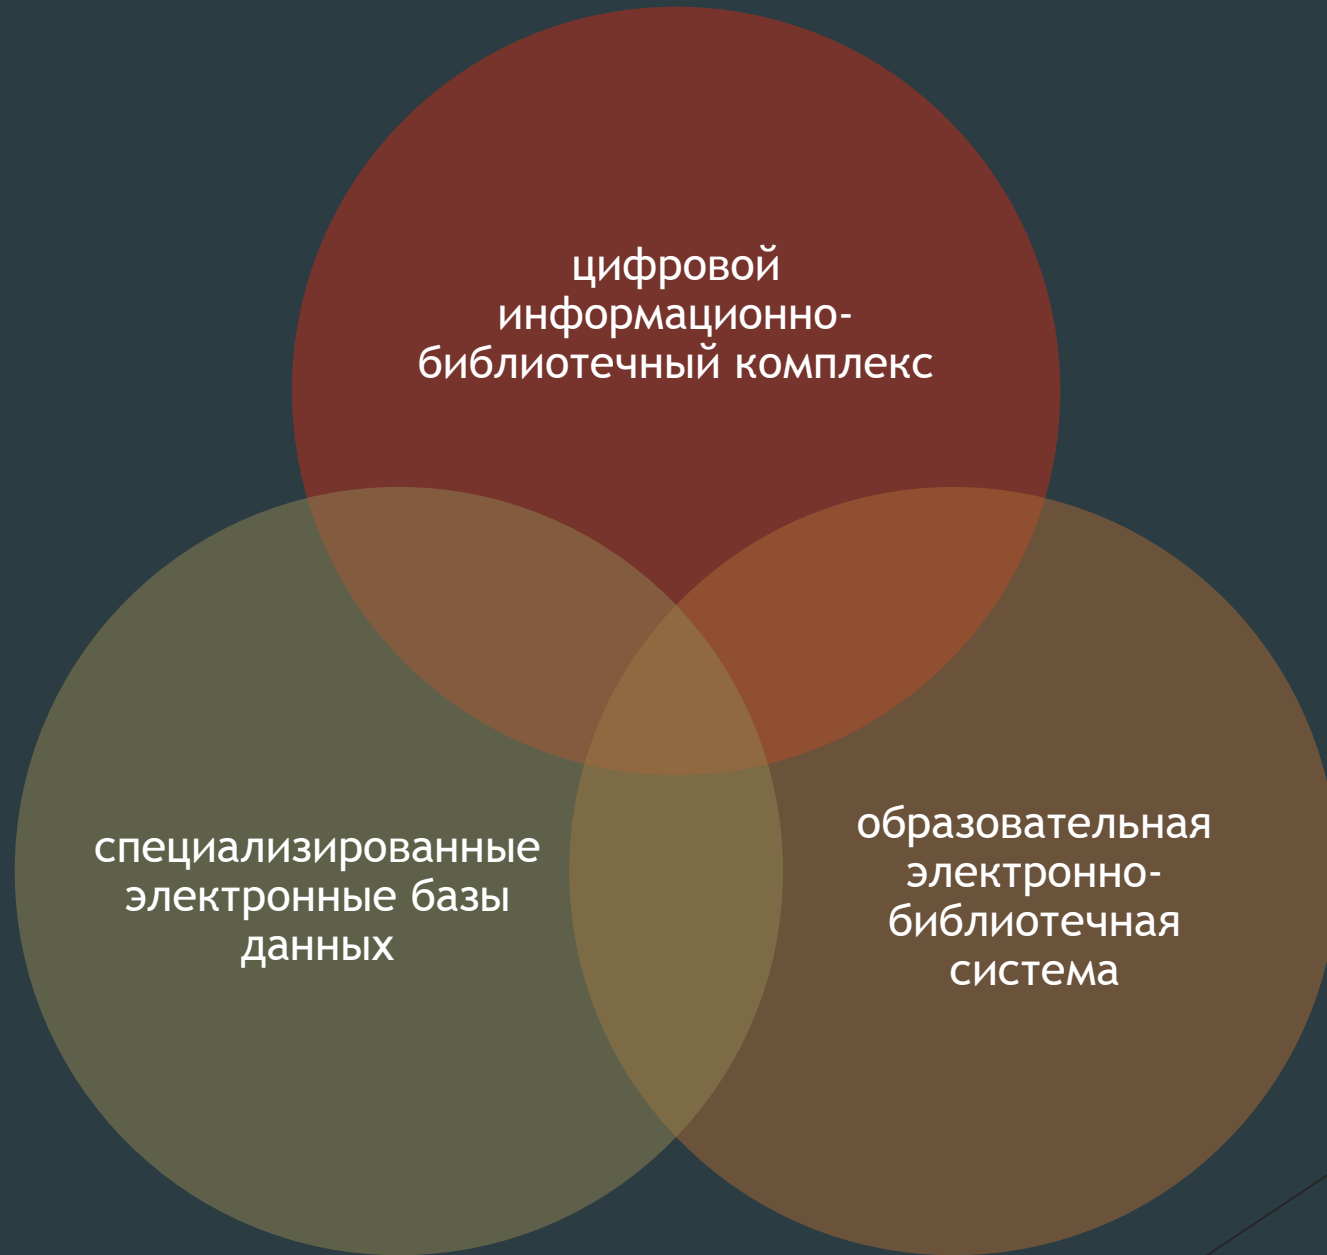 цифровой
информационно-
библиотечный комплекс
специализированные
электронные базы
данных
образовательная
электронно-
библиотечная
система